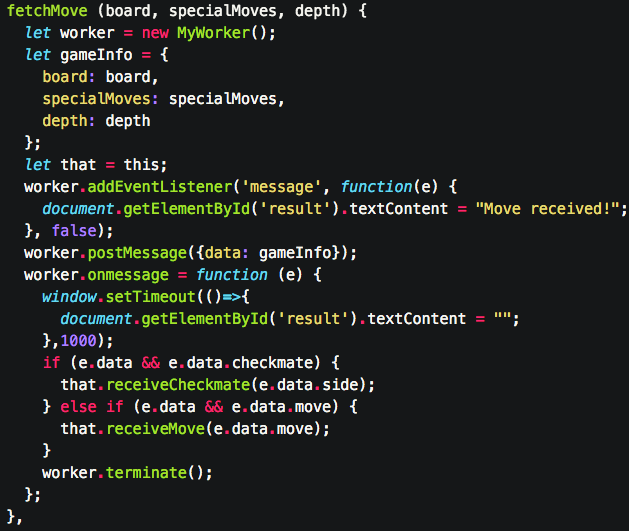 fetchMove (board, specialMoves, depth) {
  let worker = new MyWorker();
  let gameInfo = {
    board: board,
    specialMoves: specialMoves,
    depth: depth
  };
  let that = this;
  worker.addEventListener('message', function(e) {
    document.getElementById('result').textContent = "Move received!";
  }, false);
  worker.postMessage({data: gameInfo});
  worker.onmessage = function (e) {
    window.setTimeout(()=>{
      document.getElementById('result').textContent = "";
    },1000);
    if (e.data && e.data.checkmate) {
      that.receiveCheckmate(e.data.side);
    } else if (e.data && e.data.move) {
      that.receiveMove(e.data.move);
    }
    worker.terminate();
  };
},